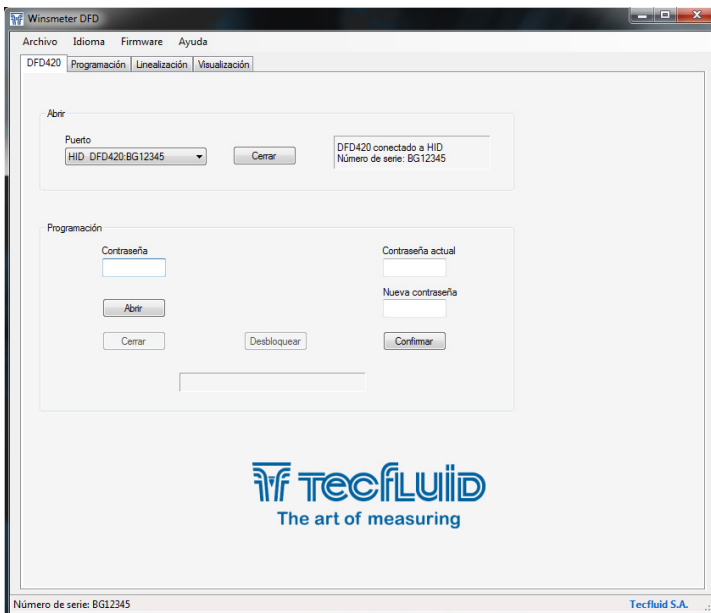 Winsmeter DFD
Archivo Idioma Firmware Ayuda
DFD420 Programación Linealización Visualización
Abrir
Puerto
HID DFD420:BG12345
Cerrar
DFD420 conectado a HID
Número de serie: BG12345
Programación
Contraseña
Contraseña actual
Nueva contraseña
Abrir
Cerrar
Desbloquear
Confirmar
TECFLUID
The art of measuring
Número de serie: BG12345
Tecfluid S.A.